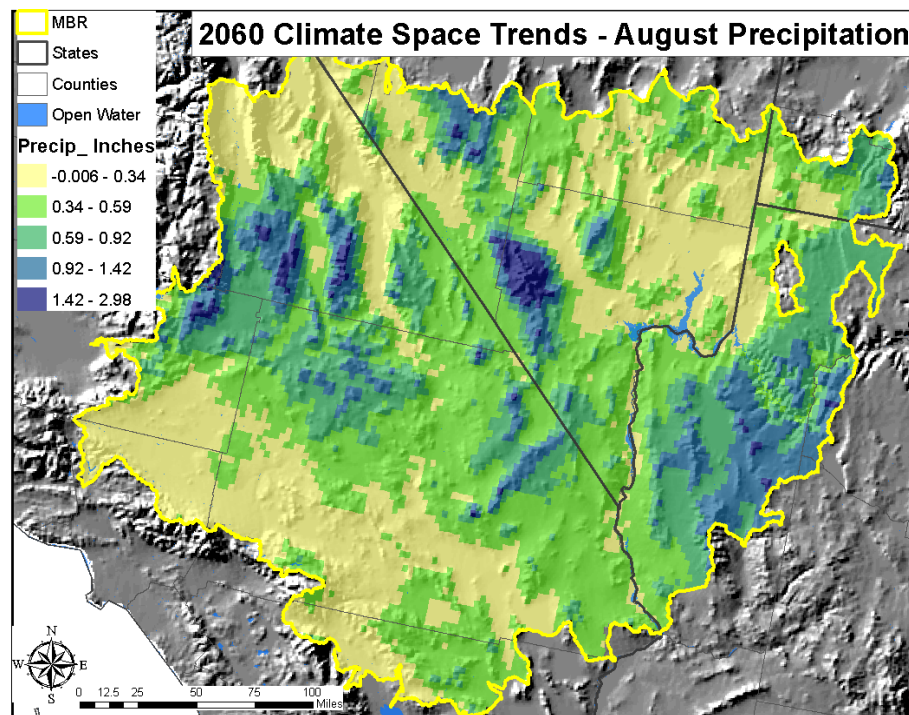 2060 Climate Space Trends - August Precipitation
MBR
States
Counties
Open Water
Precip_ Inches
-0.006 - 0.34
0.34 - 0.59
0.59 - 0.92
0.92 - 1.42
1.42 - 2.98
N
W E
S
0 12.5 25 50 75 100
Miles